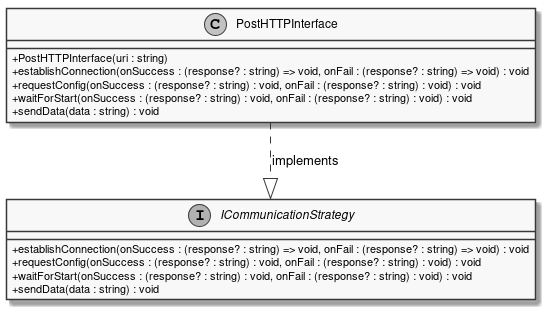 C PostHTTPInterface
+PostHTTPInterface(uri : string)
+establishConnection(onSuccess : (response? : string) => void, onFail : (response? : string) => void) : void
+requestConfig(onSuccess : (response? : string) : void, onFail : (response? : string) : void) : void
+waitForStart(onSuccess : (response? : string) : void, onFail : (response? : string) : void) : void
+sendData(data : string) : void
implements
I ICommunicationStrategy
+establishConnection(onSuccess : (response? : string) => void, onFail : (response? : string) => void) : void
+requestConfig(onSuccess : (response? : string) : void, onFail : (response? : string) : void) : void
+waitForStart(onSuccess : (response? : string) : void, onFail : (response? : string) : void) : void
+sendData(data : string) : void